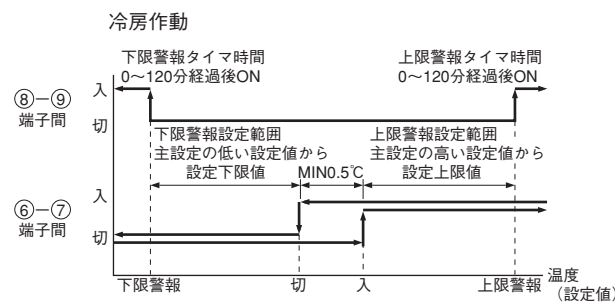 冷房作動
下限警報タイマ時間
0～120分経過後ON
上限警報タイマ時間
0～120分経過後ON
⑧－⑨
端子間
入
切
下限警報設定範囲
主設定の低い設定値から
設定下限値
MIN0.5℃
上限警報設定範囲
主設定の高い設定値から
設定上限値
⑥－⑦
端子間
入
切
下限警報
切
入
上限警報
温度
（設定値）